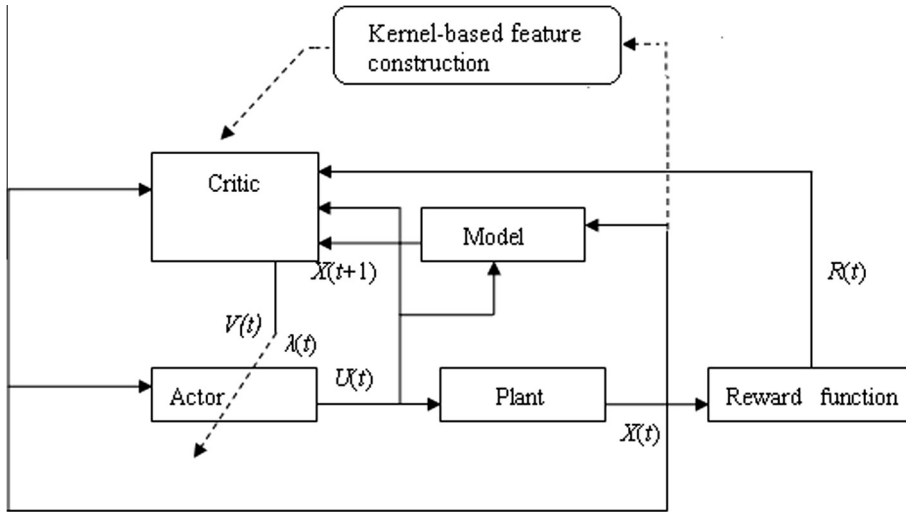 Kernel-based feature
construction
Critic
Model
X(t+1)
R(t)
V(t)
λ(t)
U(t)
Actor
Plant
Reward function
X(t)